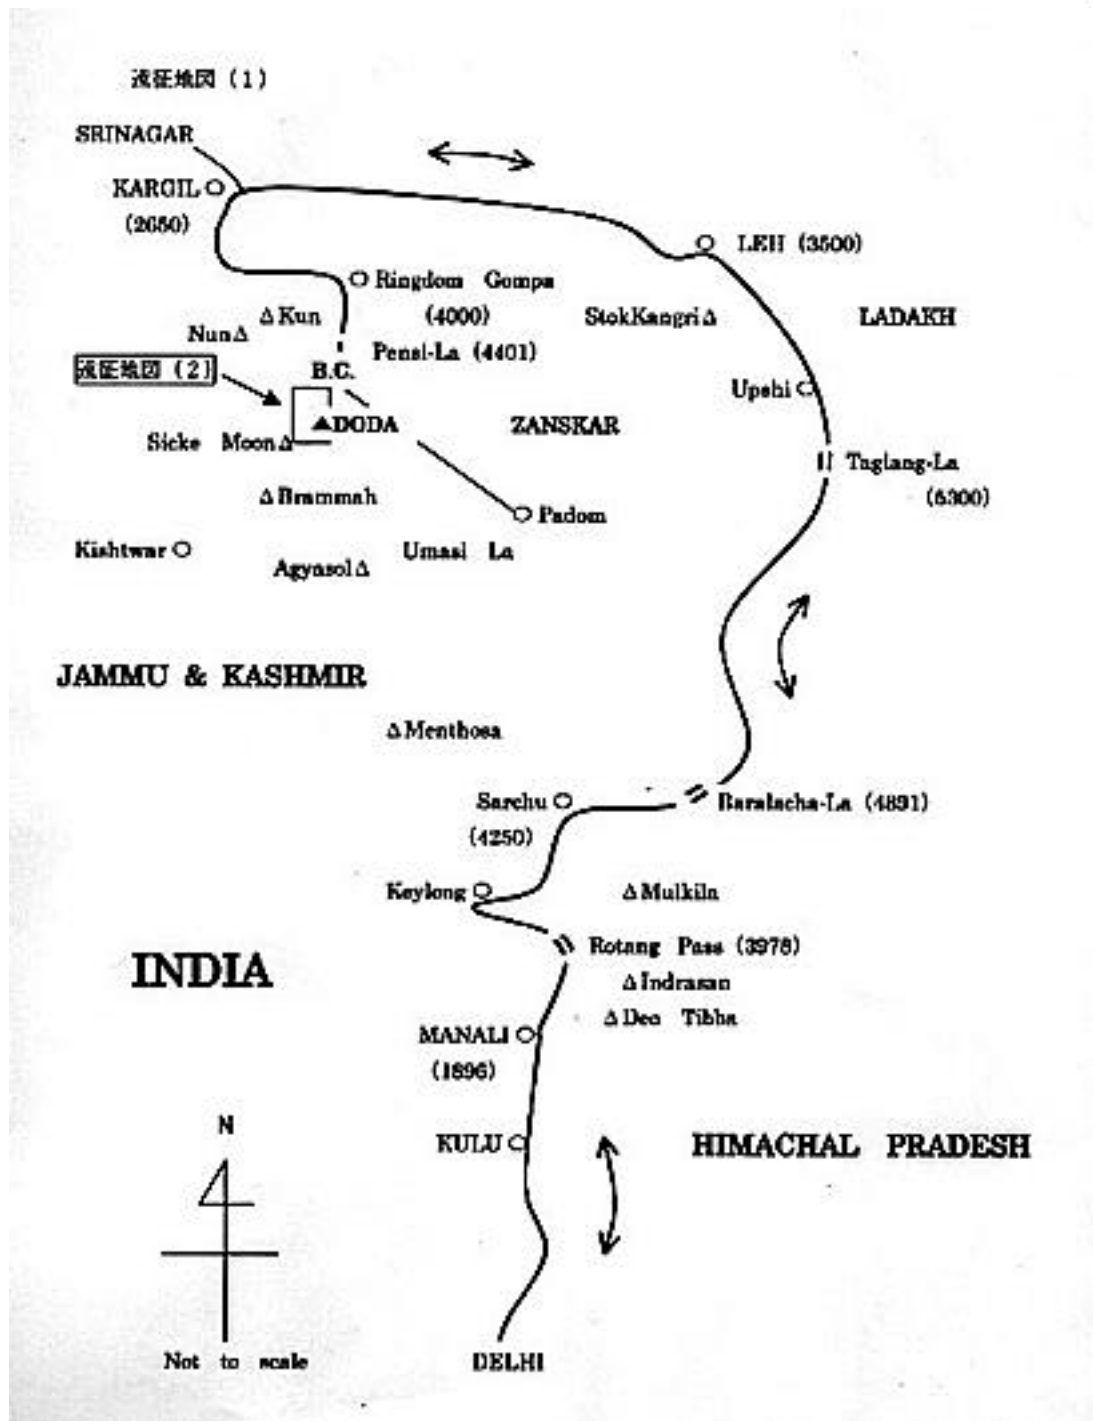 遠征地図 (1)
SRINAGAR
KARGIL
(2650)
LEH (3500)
Ringdom Gompa
(4000)
Kun
Nun
StokKangri
LADAKH
Pensi-La (4401)
遠征地図 (2)
B.C.
Upshi
DODA
ZANSKAR
Sicke Moon
Taglang-La
(5300)
Brammah
Padom
Kishtwar
Umasi La
Agyasol
JAMMU & KASHMIR
Menthosa
Sarchu
(4250)
Baralacha-La (4891)
Keylong
Mulkila
Rotang Pass (3978)
INDIA
Indrasan
Deo Tibba
MANALI
(1896)
N
KULU
HIMACHAL PRADESH
Not to scale
DELHI